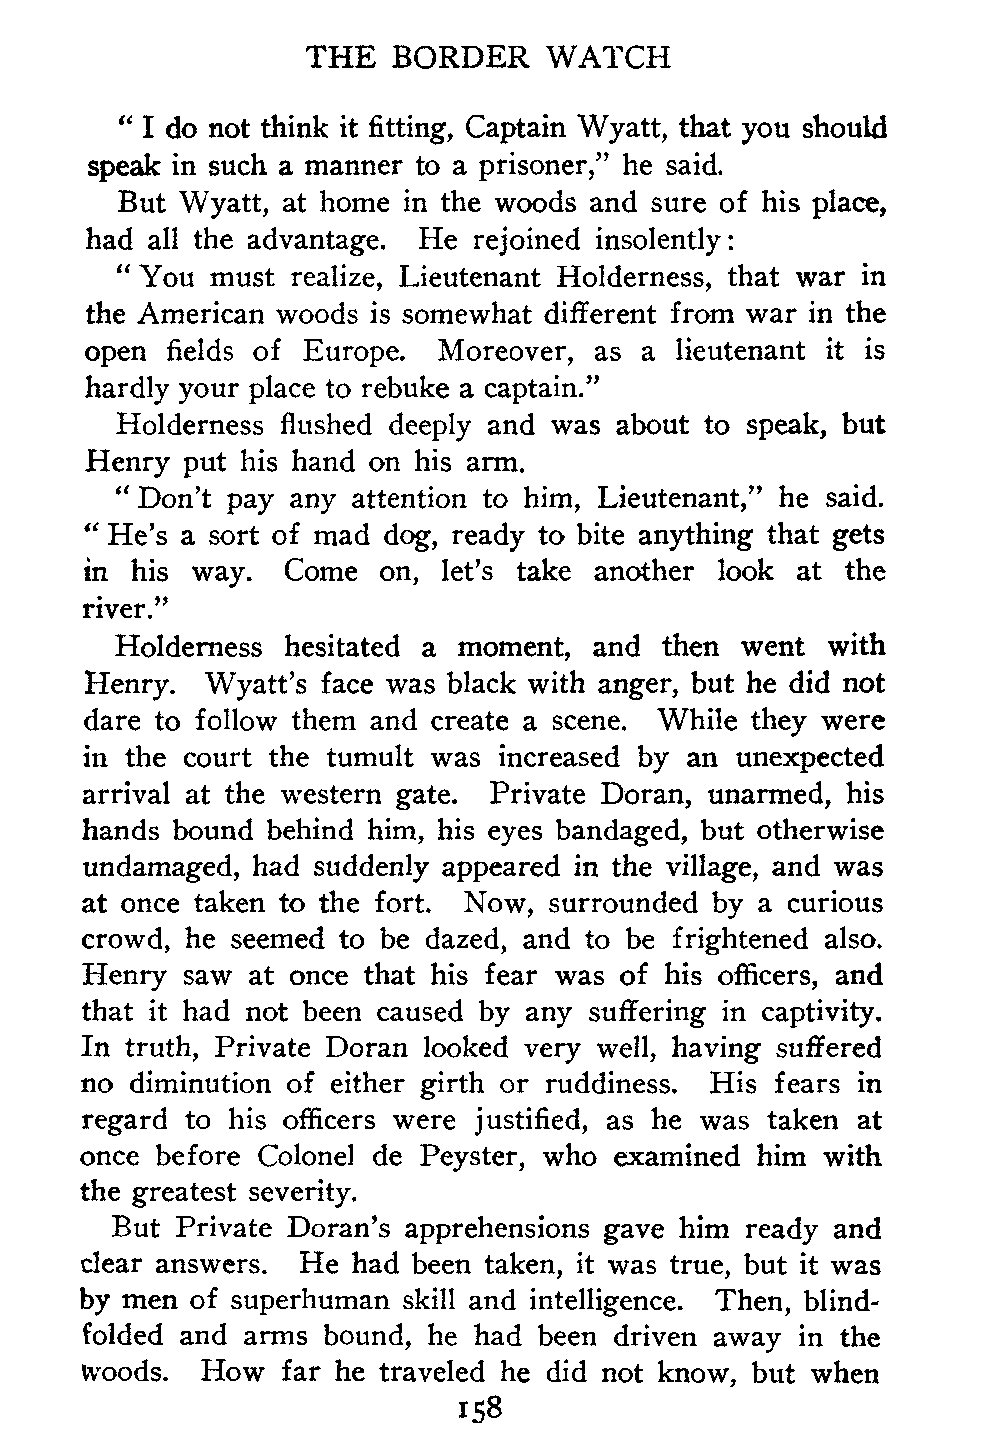 THE BORDER WATCH
“ I do not think it fitting, Captain Wyatt, that you should
speak in such a manner to a prisoner,” he said.
But Wyatt, at home in the woods and sure of his place,
had all the advantage. He rejoined insolently:
“ You must realize, Lieutenant Holderness, that war in
the American woods is somewhat different from war in the
open fields of Europe. Moreover, as a lieutenant it is
hardly your place to rebuke a captain.”
Holderness flushed deeply and was about to speak, but
Henry put his hand on his arm.
“ Don't pay any attention to him, Lieutenant,” he said.
“ He's a sort of mad dog, ready to bite anything that gets
in his way. Come on, let's take another look at the
river.”
Holderness hesitated a moment, and then went with
Henry. Wyatt's face was black with anger, but he did not
dare to follow them and create a scene. While they were
in the court the tumult was increased by an unexpected
arrival at the western gate. Private Doran, unarmed, his
hands bound behind him, his eyes bandaged, but otherwise
undamaged, had suddenly appeared in the village, and was
at once taken to the fort. Now, surrounded by a curious
crowd, he seemed to be dazed, and to be frightened also.
Henry saw at once that his fear was of his officers, and
that it had not been caused by any suffering in captivity.
In truth, Private Doran looked very well, having suffered
no diminution of either girth or ruddiness. His fears in
regard to his officers were justified, as he was taken at
once before Colonel de Peyster, who examined him with
the greatest severity.
But Private Doran's apprehensions gave him ready and
clear answers. He had been taken, it was true, but it was
by men of superhuman skill and intelligence. Then, blind-
folded and arms bound, he had been driven away in the
woods. How far he traveled he did not know, but when
158